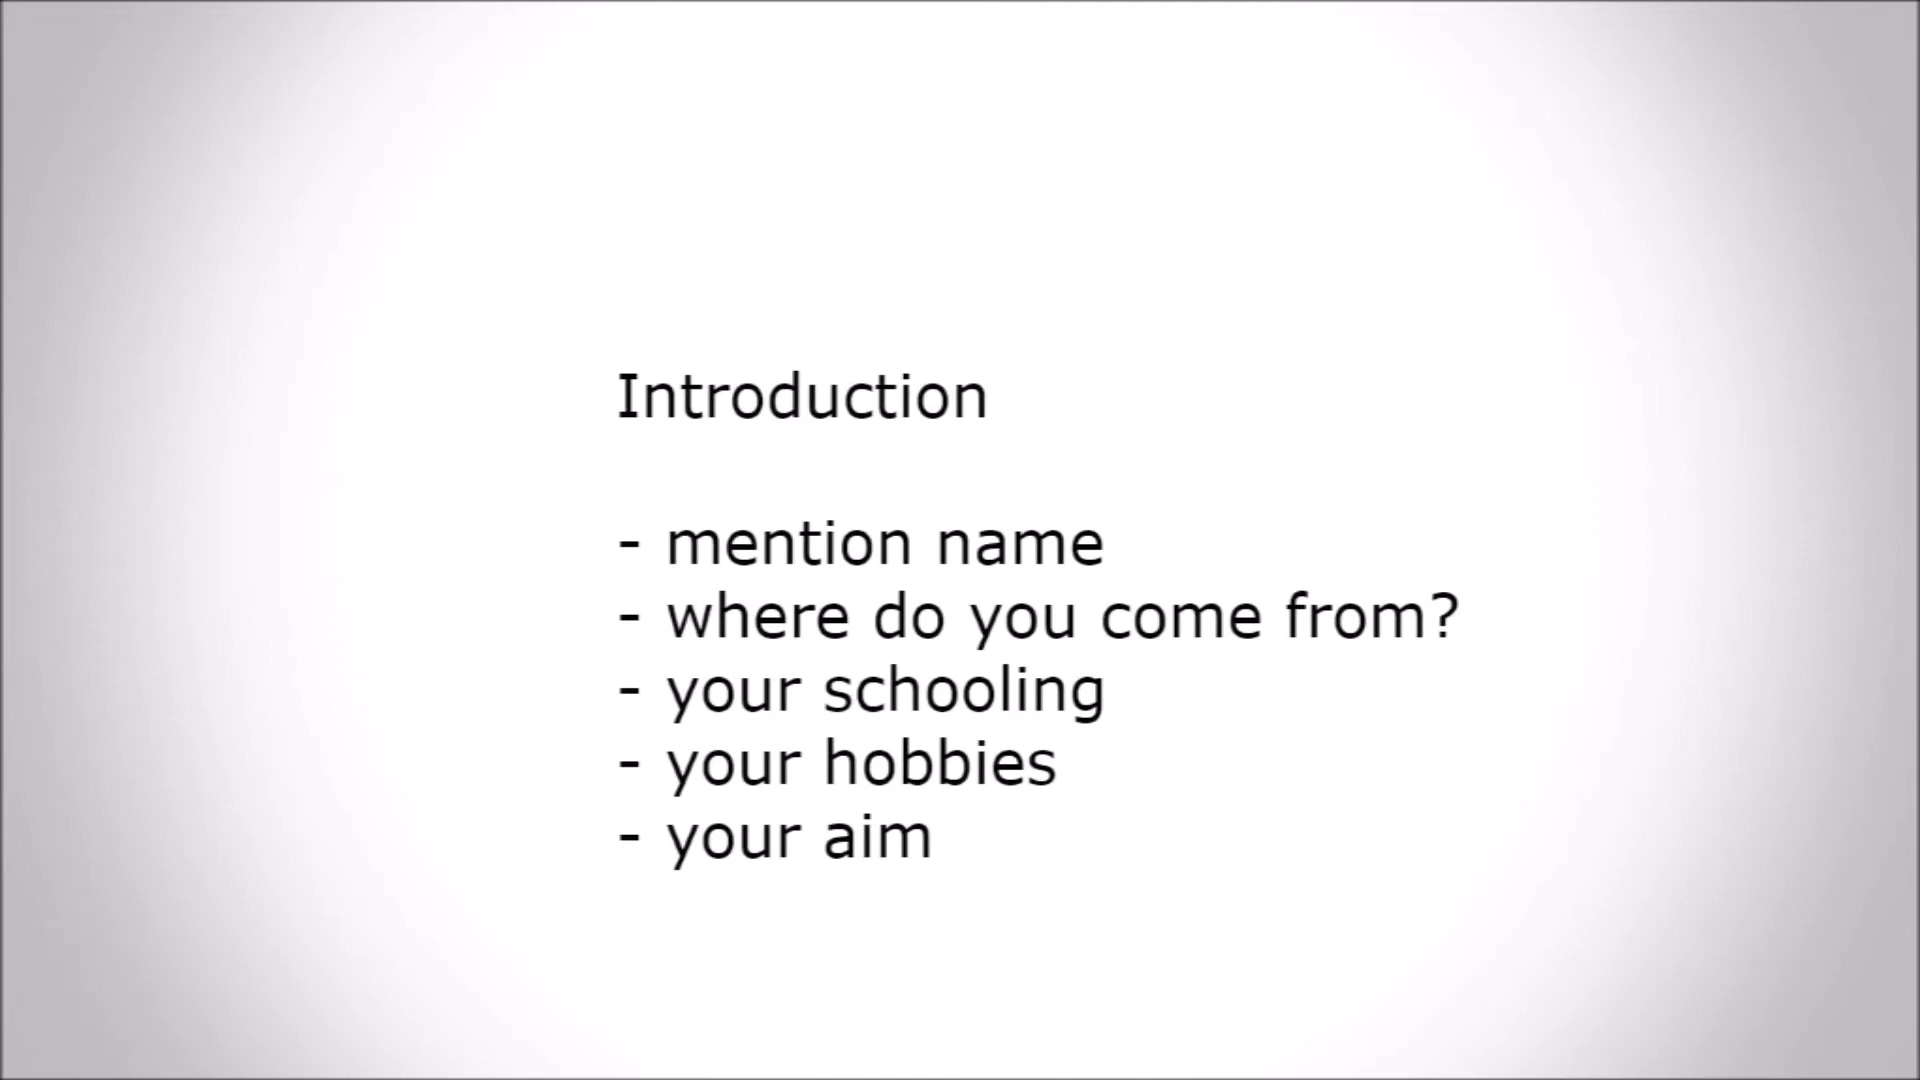 Introduction
- mention name
- where do you come from?
- your schooling
- your hobbies
- your aim